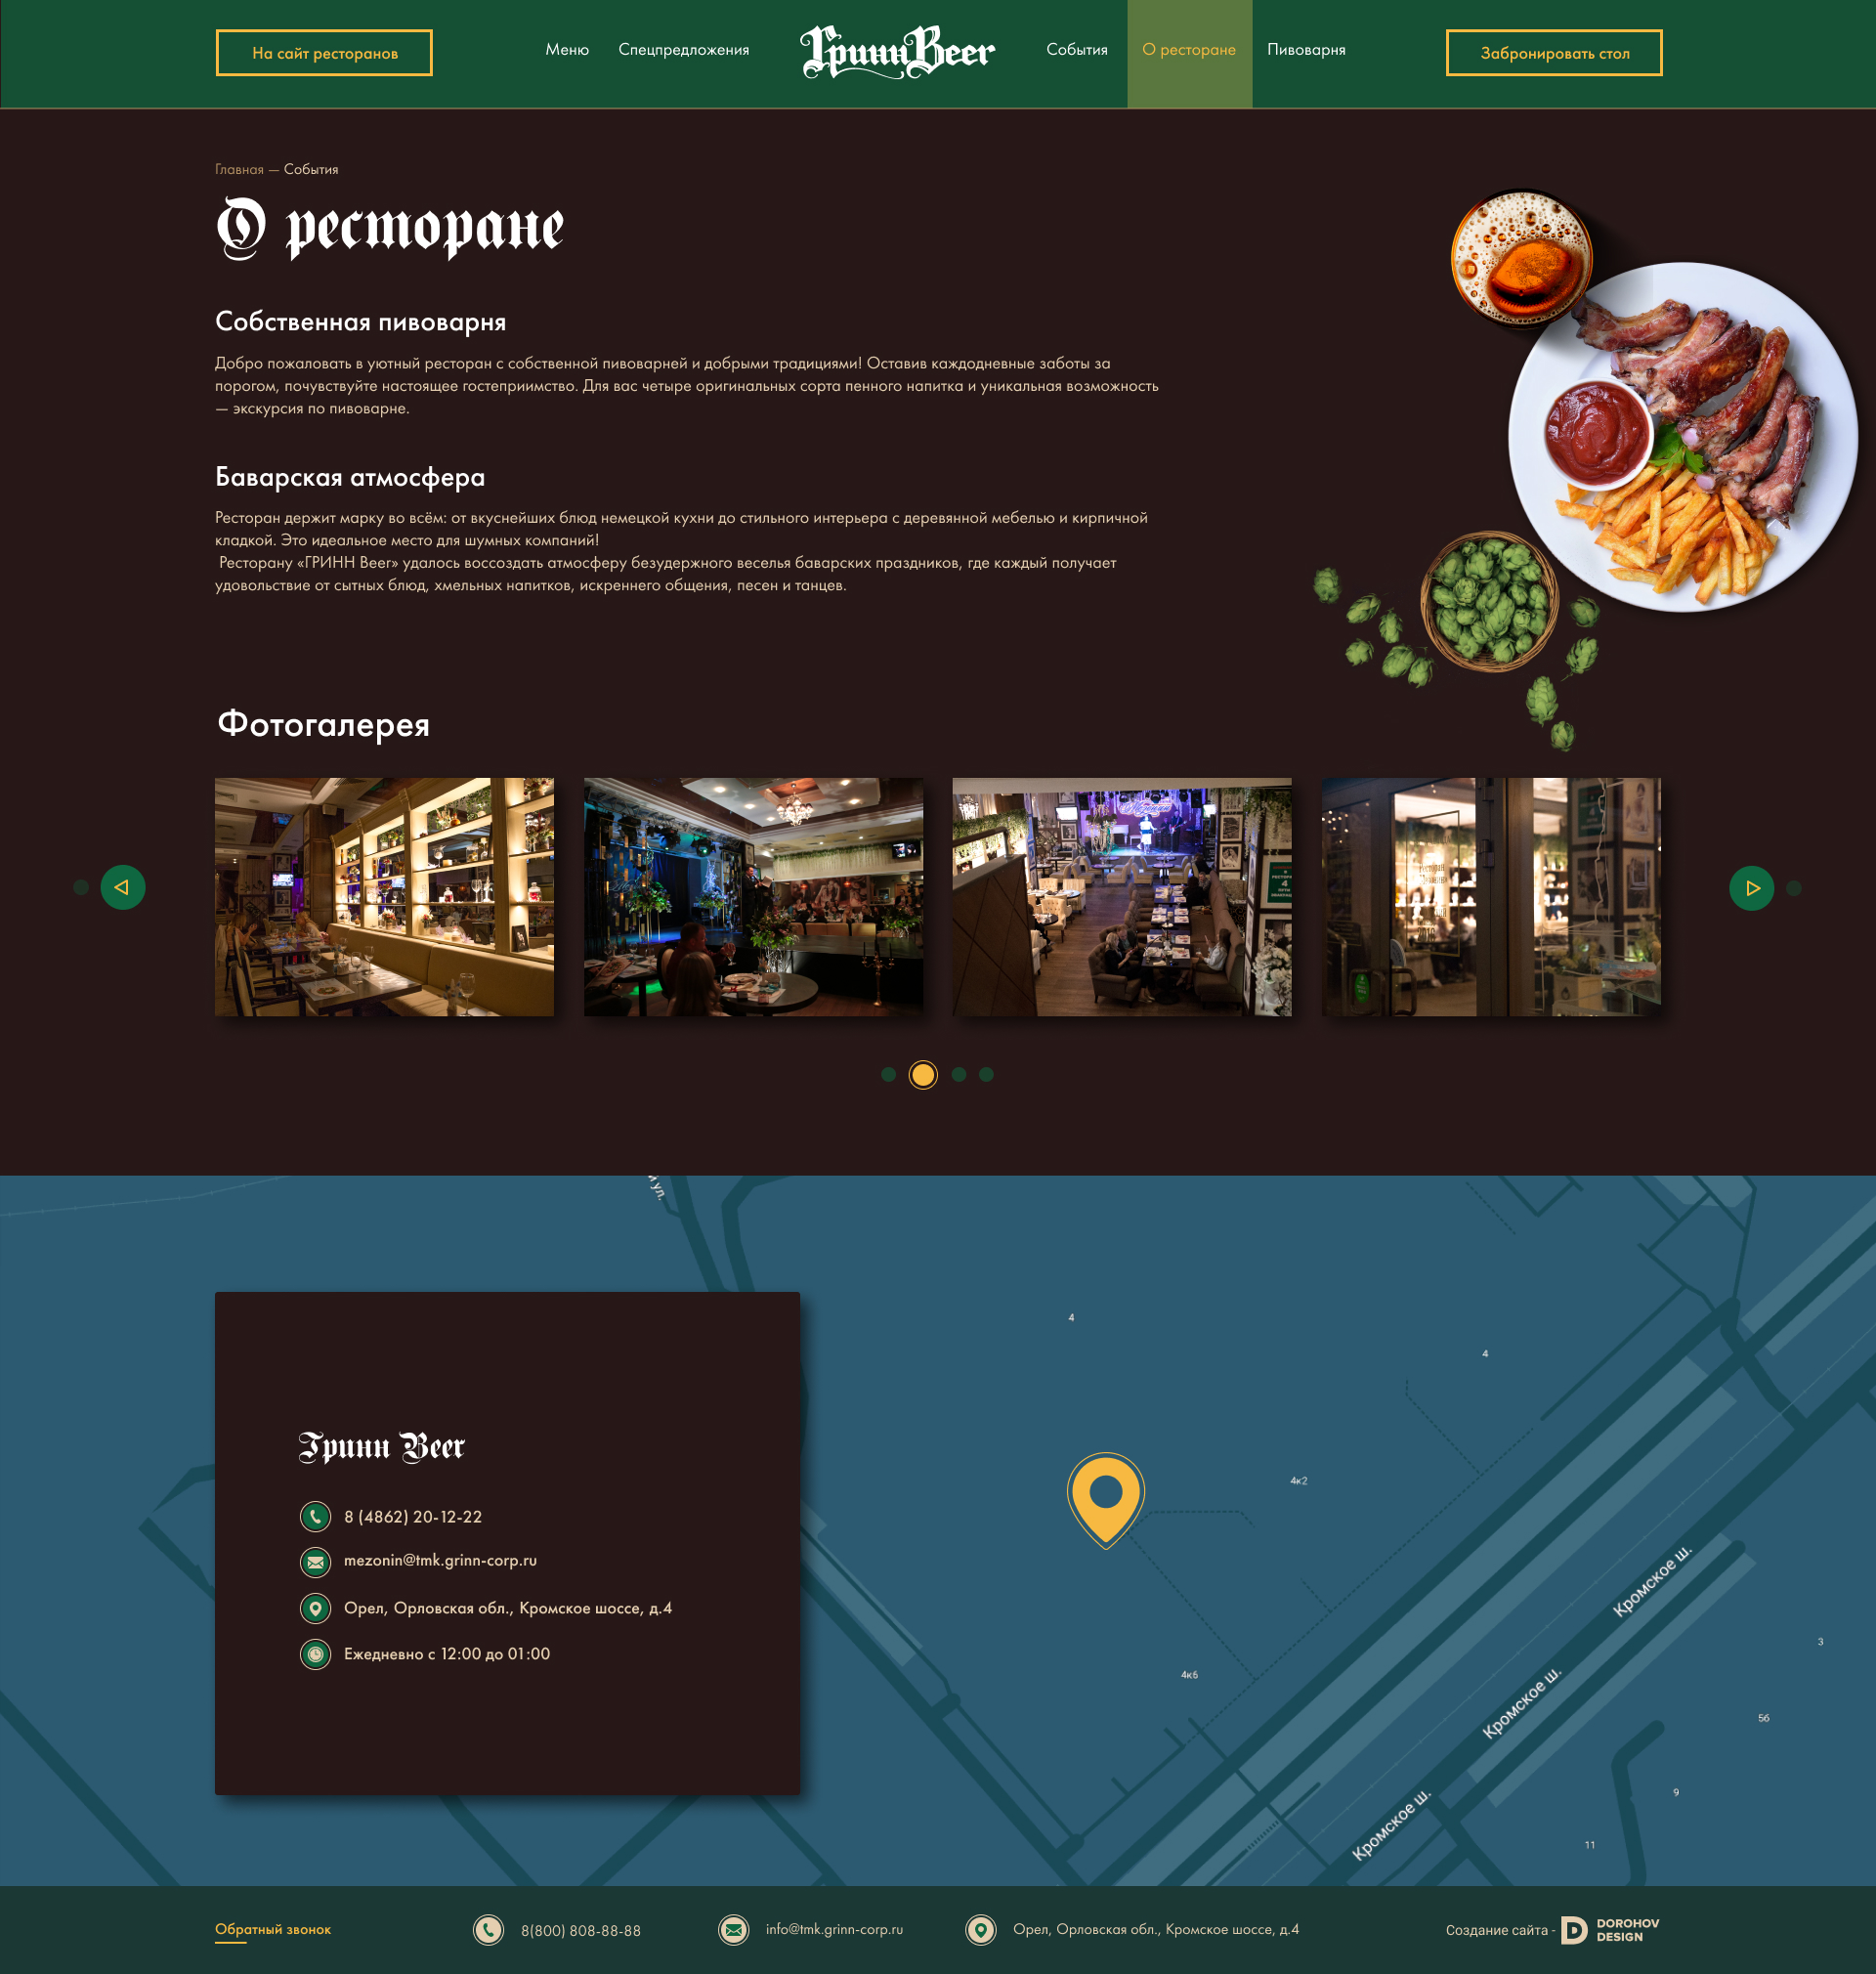 На сайт ресторанов
Меню
Спецпредложения
Гринн Beer
События
О ресторане
Пивоварня
Забронировать стол
Главная — События
О ресторане
Собственная пивоварня
Добро пожаловать в уютный ресторан с собственной пивоварней и добрыми традициями! Оставив каждодневные заботы за
порогом, почувствуйте настоящее гостеприимство. Для вас четыре оригинальных сорта пенного напитка и уникальная возможность
— экскурсия по пивоварне.
Баварская атмосфера
Ресторан держит марку во всём: от вкуснейших блюд немецкой кухни до стильного интерьера с деревянной мебелью и кирпичной
кладкой. Это идеальное место для шумных компаний!
Ресторану «ГРИНН Beer» удалось воссоздать атмосферу безудержного веселья баварских праздников, где каждый получает
удовольствие от сытных блюд, хмельных напитков, искреннего общения, песен и танцев.
Фотогалерея
й ул.
4
4
Гринн Beer
4к2
8 (4862) 20-12-22
mezonin@tmk.grinn-corp.ru
Кромское ш.
Орел, Орловская обл., Кромское шоссе, д.4
3
Ежедневно с 12:00 до 01:00
4к6
Кромское ш.
56
9
Кромское ш.
11
Обратный звонок
8(800) 808-88-88
info@tmk.grinn-corp.ru
Орел, Орловская обл., Кромское шоссе, д.4
Создание сайта -
DOROHOV
DESIGN